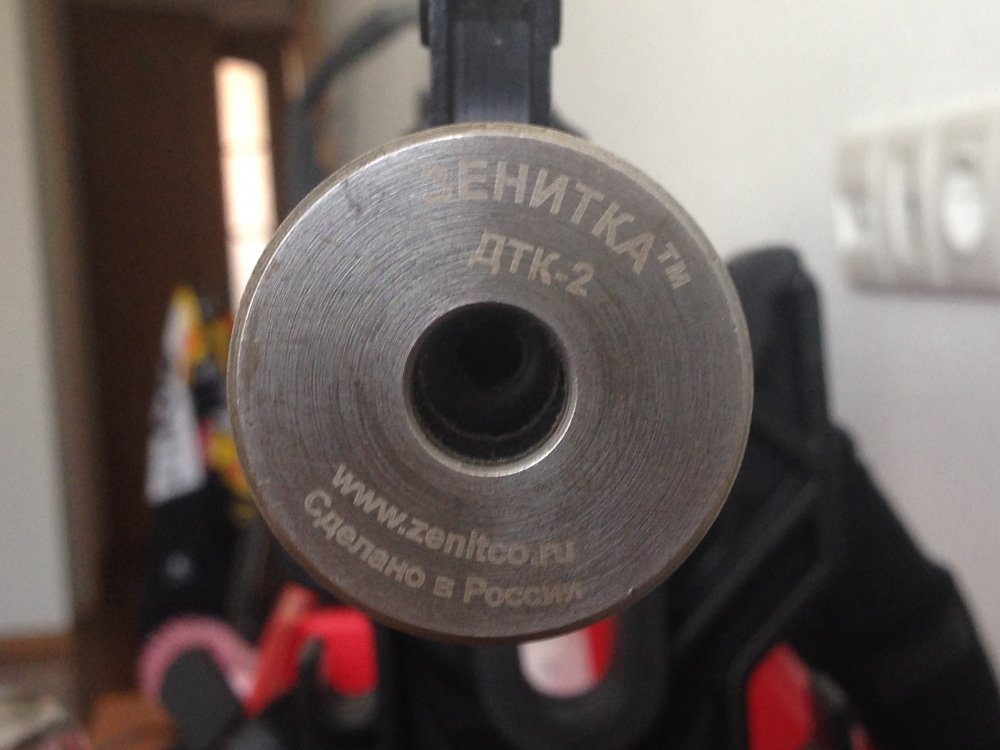 ЗЕНИТКА™
ДТК-2
www.zenitco.ru
Сделано в России